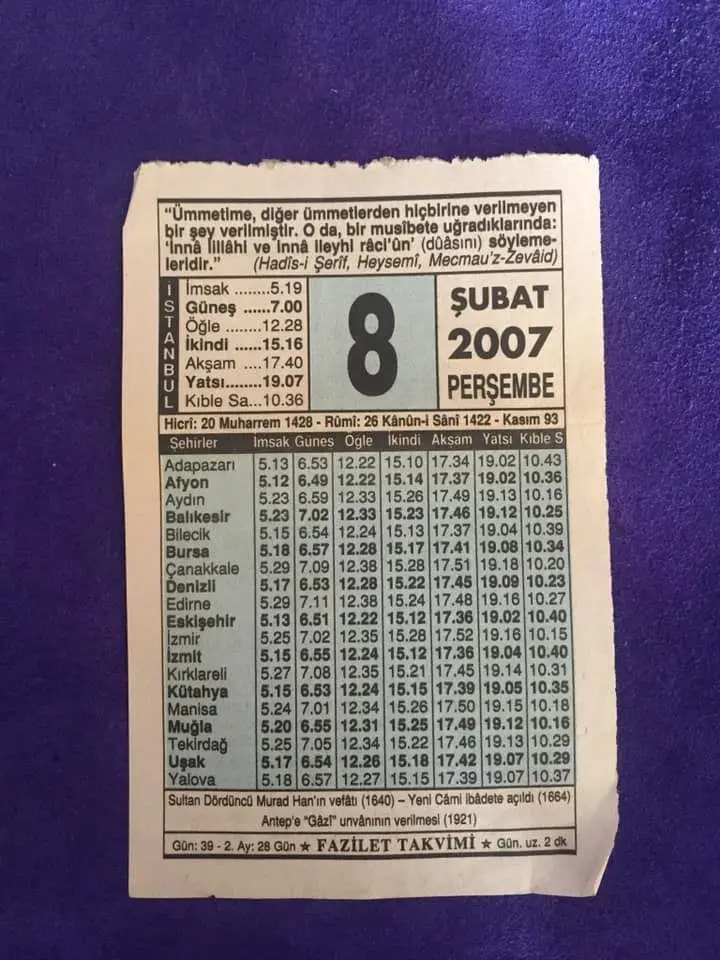 “Ümmetime, diğer ümmetlerden hiçbirine verilmeyen
bir şey verilmiştir. O da, bir musîbete uğradıklarında:
‘İnnâ lillâhi ve innâ ileyhi râci’ûn’ (dûâsını) söyleme-
leridir.” (Hadîs-i Şerîf, Heysemî, Mecmau’z-Zevâid)
İSTANBUL
İmsak ........5.19
Güneş ......7.00
Öğle ........12.28
İkindi ......15.16
Akşam ....17.40
Yatsı........19.07
Kıble Sa...10.36
8
ŞUBAT
2007
PERŞEMBE
Hicrî: 20 Muharrem 1428 - Rûmî: 26 Kânûn-i Sânî 1422 - Kasım 93
Şehirler İmsak Güneş Öğle İkindi Akşam Yatsı Kıble S
Adapazarı 5.13 6.53 12.22 15.10 17.34 19.02 10.43
Afyon 5.12 6.49 12.22 15.14 17.37 19.02 10.36
Aydın 5.23 6.59 12.33 15.26 17.49 19.13 10.16
Balıkesir 5.23 7.02 12.33 15.23 17.46 19.12 10.25
Bilecik 5.15 6.54 12.24 15.13 17.37 19.04 10.39
Bursa 5.18 6.57 12.28 15.17 17.41 19.08 10.34
Çanakkale 5.29 7.09 12.38 15.28 17.51 19.18 10.20
Denizli 5.17 6.53 12.28 15.22 17.45 19.09 10.23
Edirne 5.29 7.11 12.38 15.24 17.48 19.16 10.27
Eskişehir 5.13 6.51 12.22 15.12 17.36 19.02 10.40
İzmir 5.25 7.02 12.35 15.28 17.52 19.16 10.15
İzmit 5.15 6.55 12.24 15.12 17.36 19.04 10.40
Kırklareli 5.27 7.08 12.35 15.21 17.45 19.14 10.31
Kütahya 5.15 6.53 12.24 15.15 17.39 19.05 10.35
Manisa 5.24 7.01 12.34 15.26 17.50 19.15 10.18
Muğla 5.20 6.55 12.31 15.25 17.49 19.12 10.16
Tekirdağ 5.25 7.05 12.34 15.22 17.46 19.13 10.29
Uşak 5.17 6.54 12.26 15.18 17.42 19.07 10.29
Yalova 5.18 6.57 12.27 15.15 17.39 19.07 10.37
Sultan Dördüncü Murad Han’ın vefâtı (1640) – Yeni Câmi ibâdete açıldı (1664)
Antep’e “Gâzî” unvânının verilmesi (1921)
Gün: 39 - 2. Ay: 28 Gün ★ FAZİLET TAKVİMİ ★ Gün. uz. 2 dk